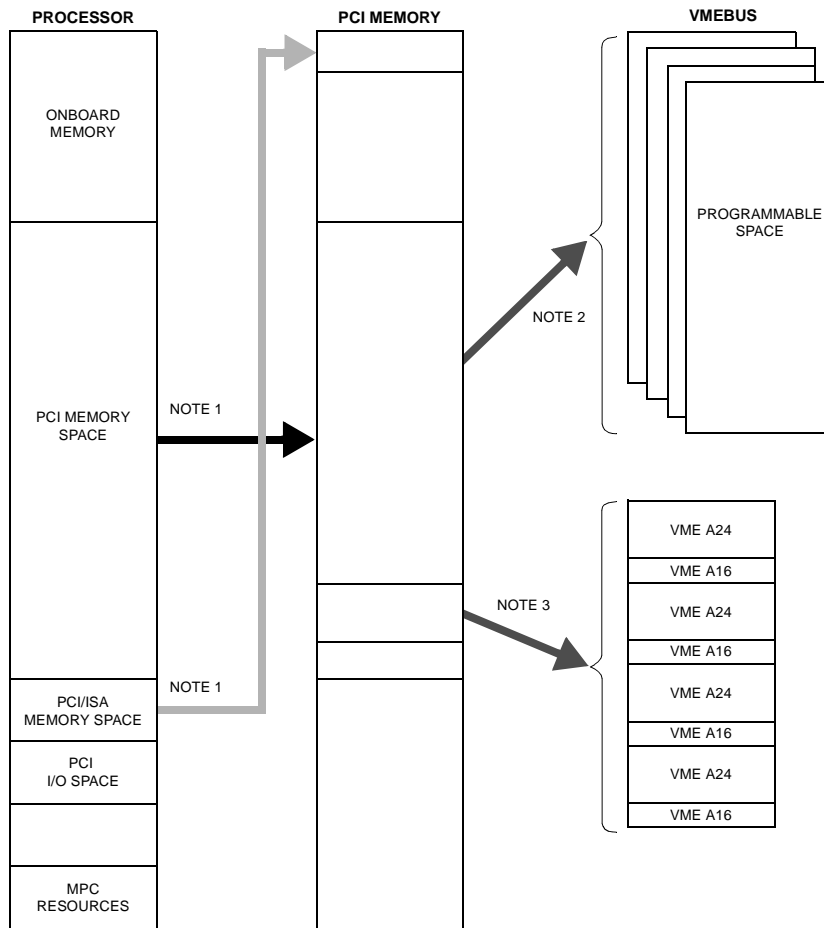 PROCESSOR
PCI MEMORY
VMEBUS
ONBOARD
MEMORY
PROGRAMMABLE
SPACE
NOTE 2
NOTE 1
PCI MEMORY
SPACE
VME A24
VME A16
NOTE 3
VME A24
VME A16
VME A24
VME A16
VME A24
VME A16
NOTE 1
PCI/ISA
MEMORY SPACE
PCI
I/O SPACE
MPC
RESOURCES